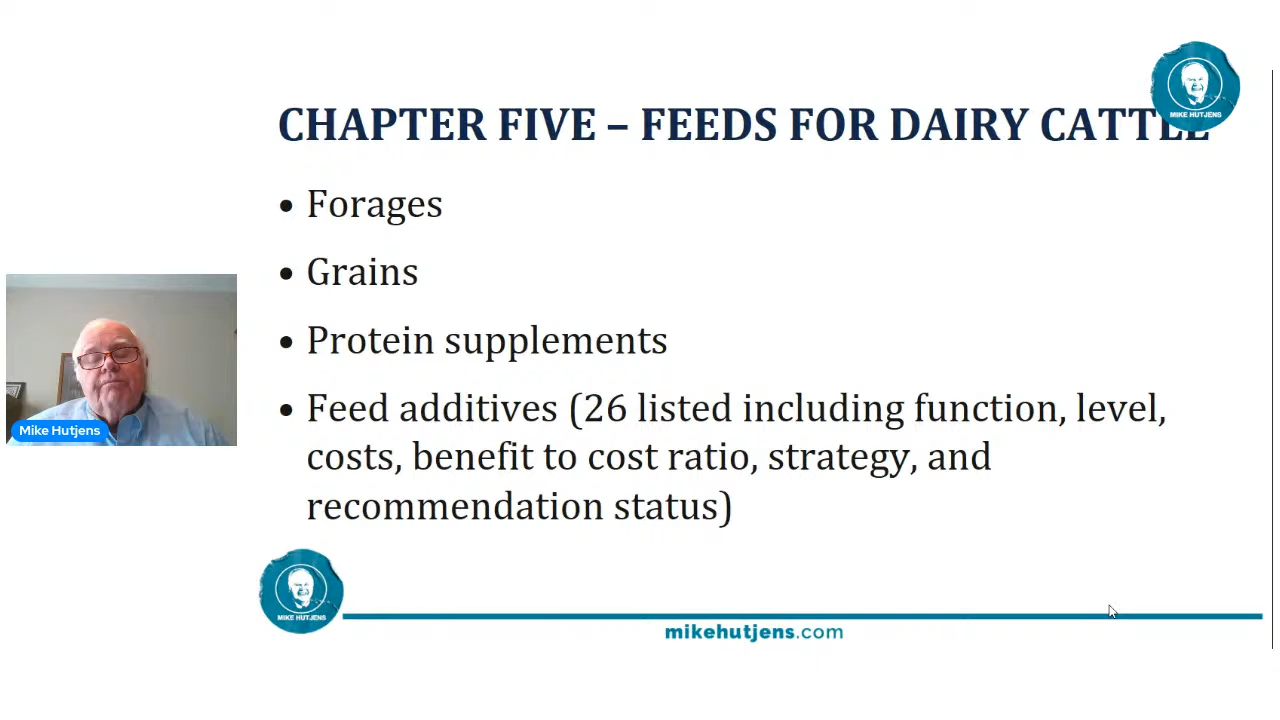 CHAPTER FIVE – FEEDS FOR DAIRY CATTLE
MIKE HUTJENS
• Forages
• Grains
• Protein supplements
• Feed additives (26 listed including function, level,
costs, benefit to cost ratio, strategy, and
recommendation status)
Mike Hutjens
MIKE HUTJENS
mikehutjens.com